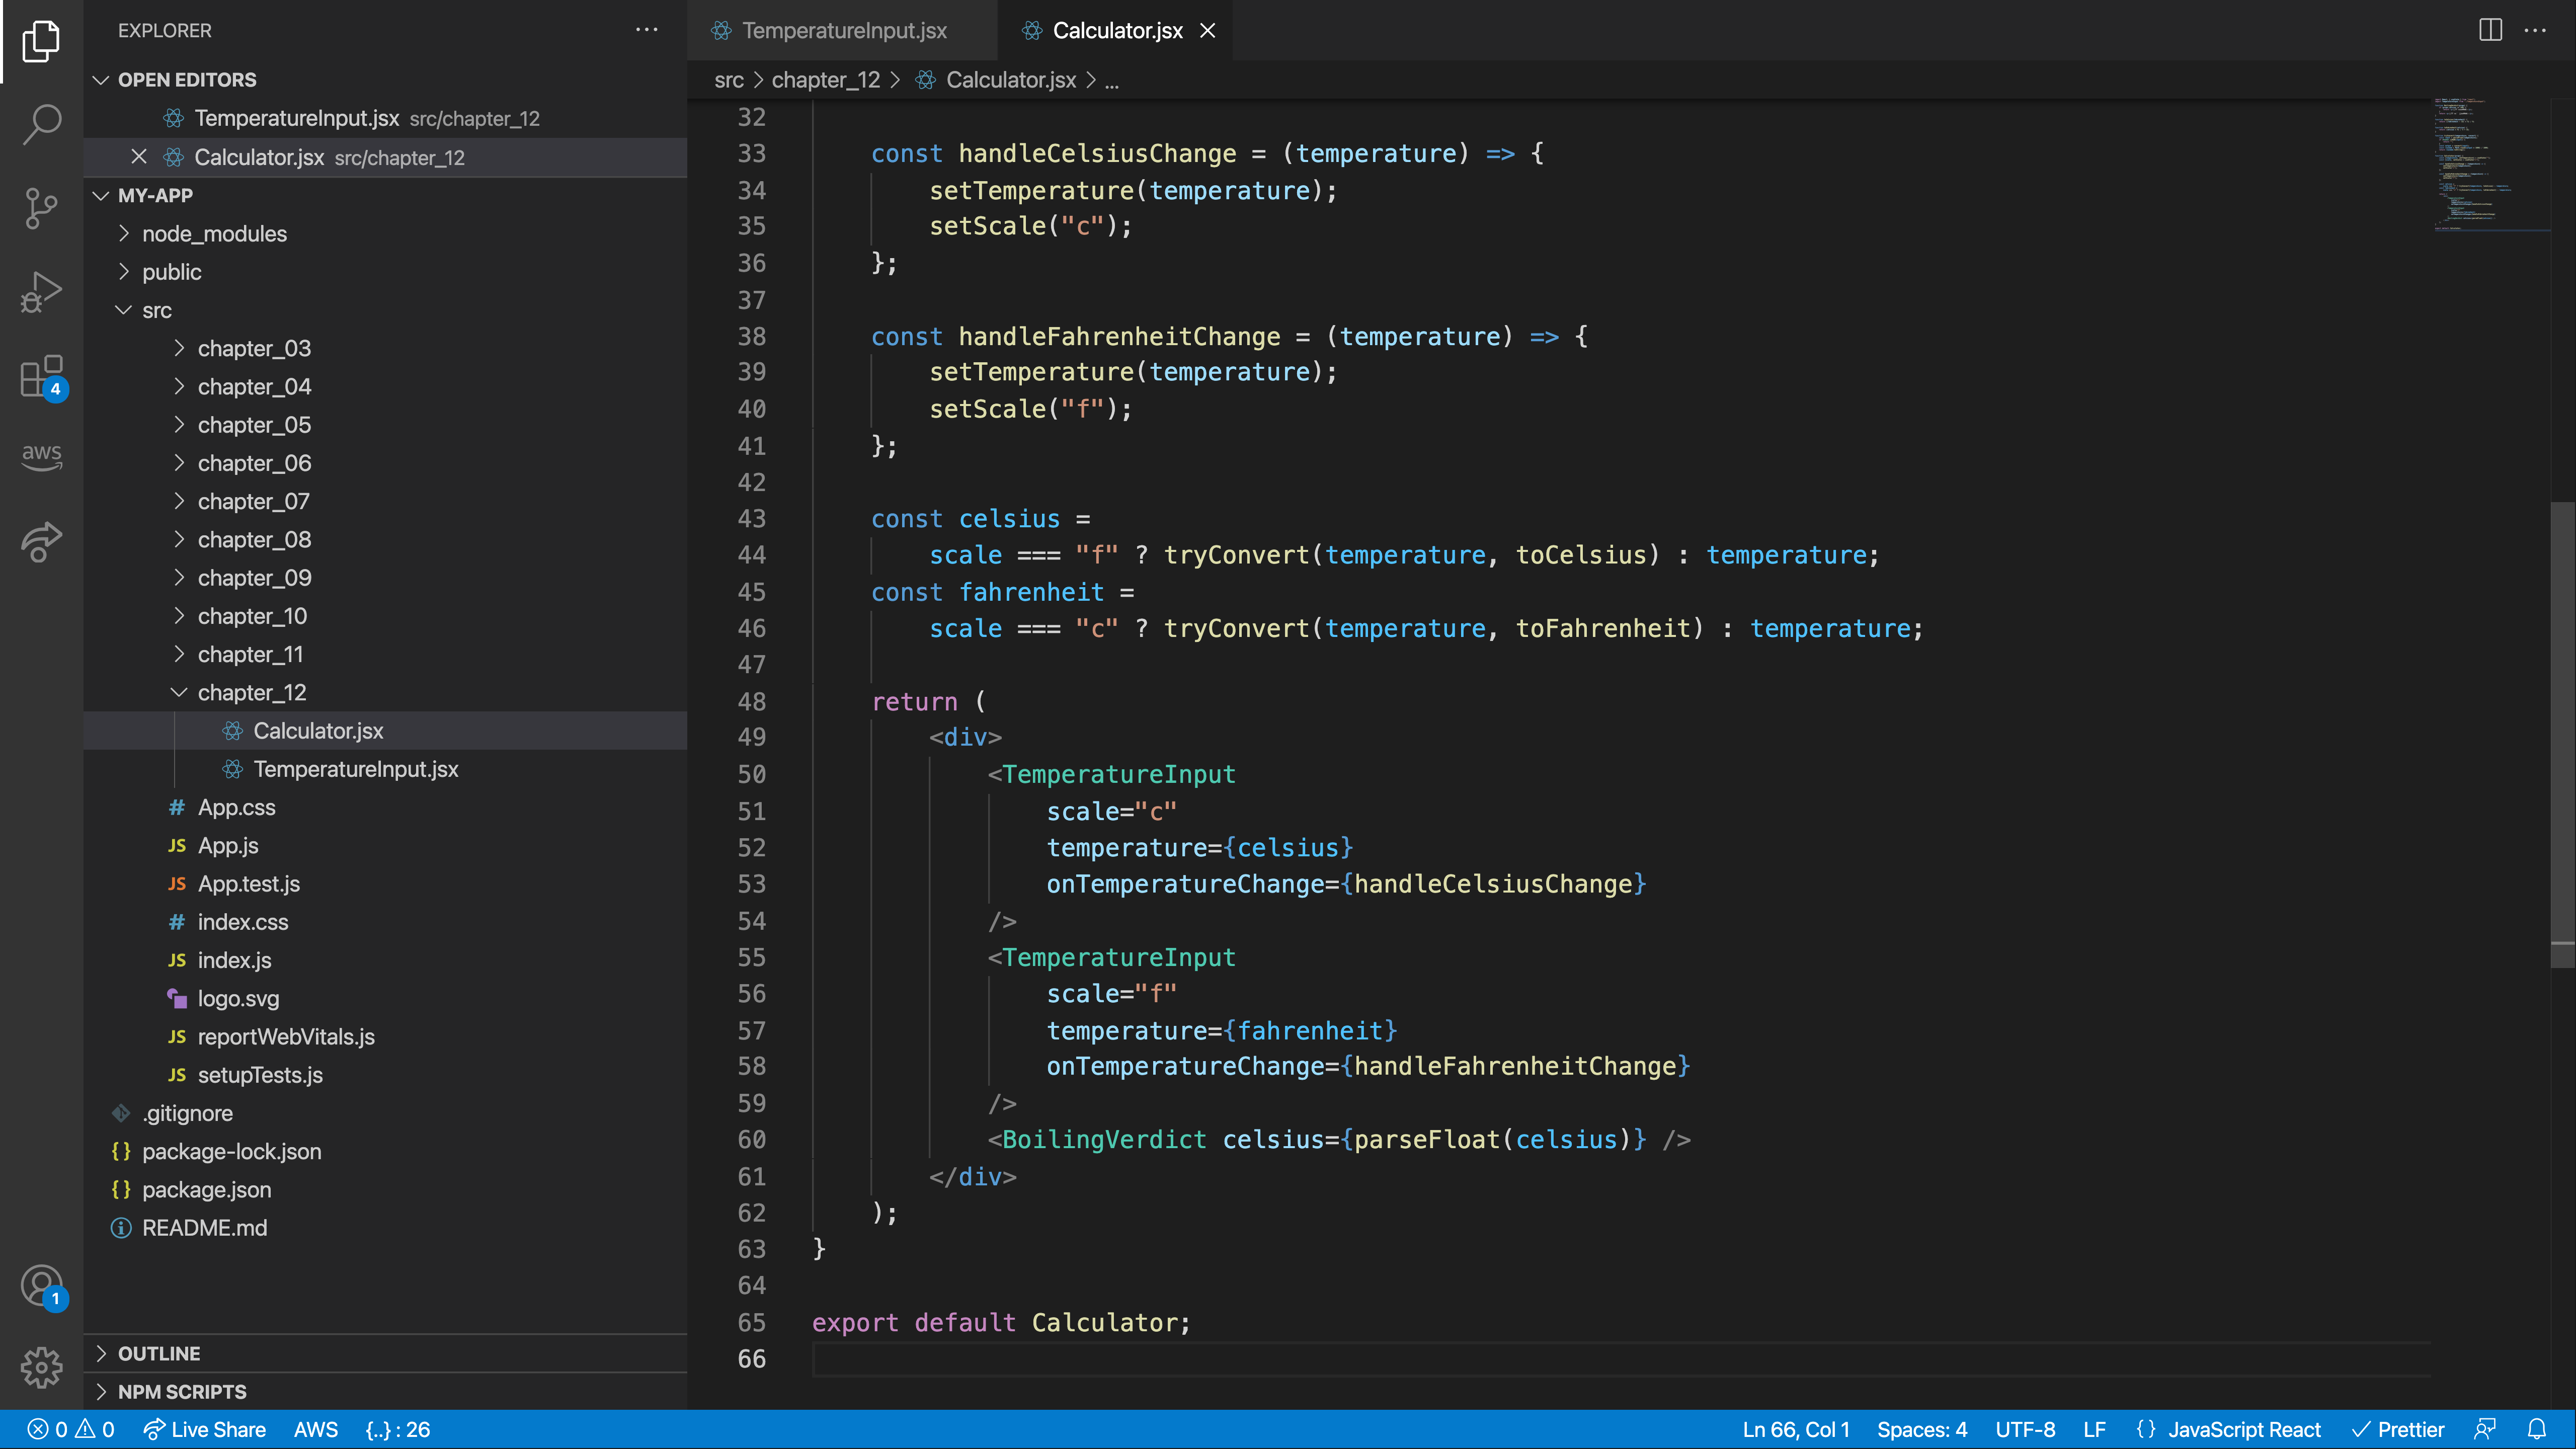 EXPLORER
OPEN EDITORS
TemperatureInput.jsx src/chapter_12
Calculator.jsx src/chapter_12
MY-APP
node_modules
public
src
chapter_03
chapter_04
chapter_05
chapter_06
chapter_07
chapter_08
chapter_09
chapter_10
chapter_11
chapter_12
Calculator.jsx
TemperatureInput.jsx
# App.css
JS App.js
JS App.test.js
# index.css
JS index.js
logo.svg
JS reportWebVitals.js
JS setupTests.js
.gitignore
{} package-lock.json
{} package.json
README.md
OUTLINE
NPM SCRIPTS
4
aws
1
TemperatureInput.jsx
Calculator.jsx
src > chapter_12 > Calculator.jsx > ...
32
33 const handleCelsiusChange = (temperature) => {
34 setTemperature(temperature);
35 setScale("c");
36 };
37
38 const handleFahrenheitChange = (temperature) => {
39 setTemperature(temperature);
40 setScale("f");
41 };
42
43 const celsius =
44 scale === "f" ? tryConvert(temperature, toCelsius) : temperature;
45 const fahrenheit =
46 scale === "c" ? tryConvert(temperature, toFahrenheit) : temperature;
47
48 return (
49 <div>
50 <TemperatureInput
51 scale="c"
52 temperature={celsius}
53 onTemperatureChange={handleCelsiusChange}
54 />
55 <TemperatureInput
56 scale="f"
57 temperature={fahrenheit}
58 onTemperatureChange={handleFahrenheitChange}
59 />
60 <BoilingVerdict celsius={parseFloat(celsius)} />
61 </div>
62 );
63 }
64
65 export default Calculator;
66
0 0 Live Share AWS {..} : 26 Ln 66, Col 1 Spaces: 4 UTF-8 LF {} JavaScript React Prettier